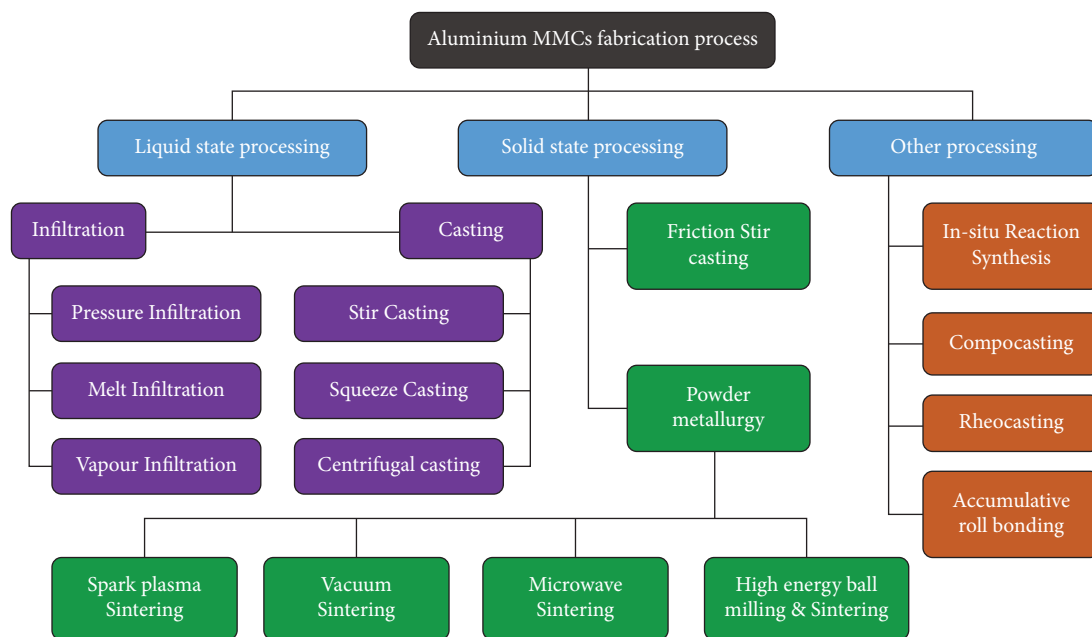 Aluminium MMCs fabrication process
Liquid state processing
Solid state processing
Other processing
Infiltration
Casting
Friction Stir
casting
In-situ Reaction
Synthesis
Pressure Infiltration
Stir Casting
Compocasting
Melt Infiltration
Squeeze Casting
Powder
metallurgy
Rheocasting
Vapour Infiltration
Centrifugal casting
Accumulative
roll bonding
Spark plasma
Sintering
Vacuum
Sintering
Microwave
Sintering
High energy ball
milling & Sintering